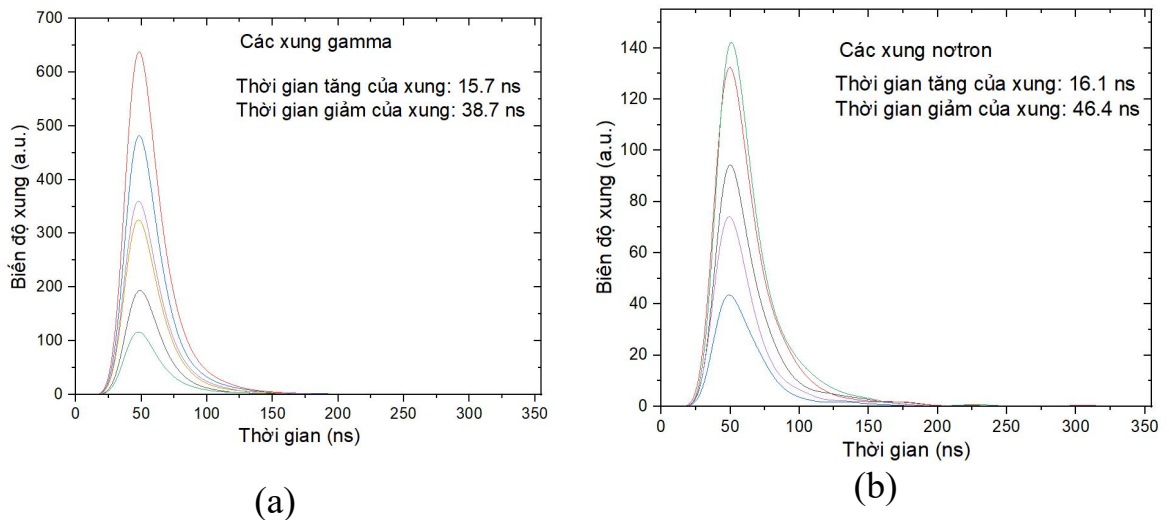 700
600
500
400
300
200
100
0
Biến độ xung (a.u.)
Các xung gamma
Thời gian tăng của xung: 15.7 ns
Thời gian giảm của xung: 38.7 ns
0 50 100 150 200 250 300 350
Thời gian (ns)
(a)
140
120
100
80
60
40
20
0
Biên độ xung (a.u.)
Các xung nơtron
Thời gian tăng của xung: 16.1 ns
Thời gian giảm của xung: 46.4 ns
0 50 100 150 200 250 300 350
Thời gian (ns)
(b)